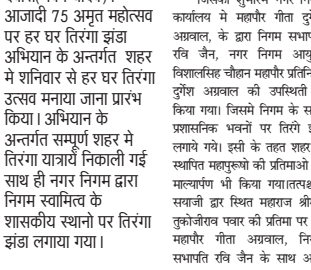 आजादी 75 अमृत महोत्सव
पर हर घर तिरंगा झंडा
अभियान के अन्तर्गत शहर
मे शनिवार से हर घर तिरंगा
उत्सव मनाया जाना प्रारंभ
किया। अभियान के
अन्तर्गत सम्पूर्ण शहर मे
तिरंगा यात्रायें निकाली गई
साथ ही नगर निगम द्वारा
निगम स्वामित्व के
शासकीय स्थानो पर तिरंगा
झंडा लगाया गया।
कार्यालय मे महापौर गीता
अग्रवाल, के द्वारा निगम
रवि जैन, नगर निगम
विशालसिह चौहान महापौर
दुर्गेश अग्रवाल की उपस्थिती
किया गया। जिसमे निगम के
प्रशासनिक भवनों पर तिरंगे
लगाये गये। इसी के तहत शहर
स्थापित महापुरूषो की प्रतिमाओ
माल्यार्पण भी किया गया।
सयाजी द्वार स्थित महाराज
तुकोजीराव पवार की प्रतिमा पर
महापौर गीता अग्रवाल,
सभापति रवि जैन के साथ